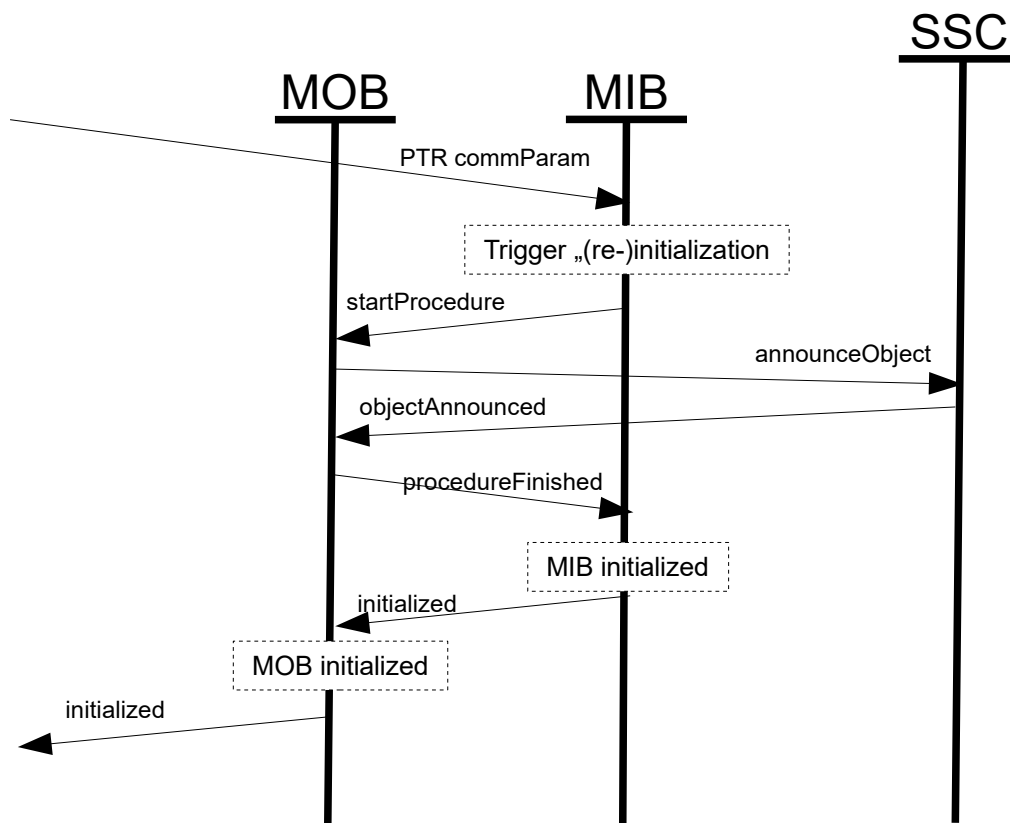 SSC
MOB
MIB
PTR commParam
Trigger „(re-)initialization
startProcedure
announceObject
objectAnnounced
procedureFinished
MIB initialized
initialized
MOB initialized
initialized